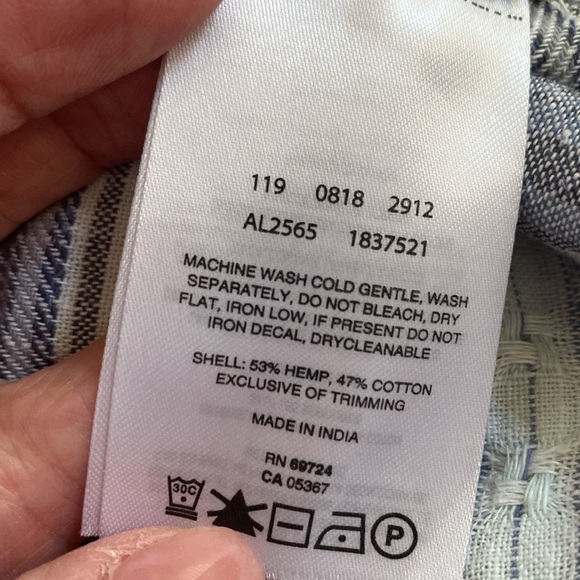 119 0818 2912
AL2565 1837521
MACHINE WASH COLD GENTLE, WASH
SEPARATELY, DO NOT BLEACH, DRY
FLAT, IRON LOW, IF PRESENT DO NOT
IRON DECAL, DRYCLEANABLE
SHELL: 53% HEMP, 47% COTTON
EXCLUSIVE OF TRIMMING
MADE IN INDIA
RN 69724
CA 05367
30C P